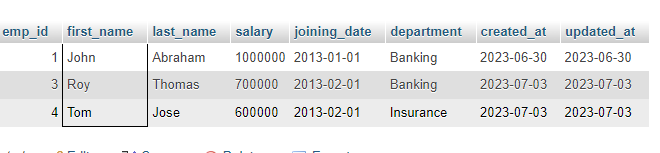 emp_id first_name last_name salary joining_date department created_at updated_at
1 John Abraham 1000000 2013-01-01 Banking 2023-06-30 2023-06-30
3 Roy Thomas 700000 2013-02-01 Banking 2023-07-03 2023-07-03
4 Tom Jose 600000 2013-02-01 Insurance 2023-07-03 2023-07-03